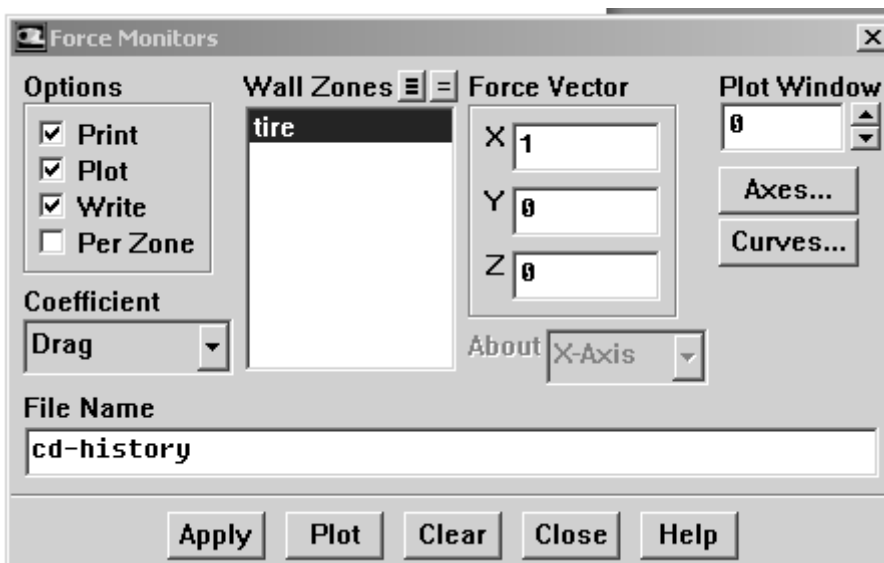 Force Monitors
Options
Print
Plot
Write
Per Zone
Coefficient
Drag
Wall Zones
tire
Force Vector
X 1
Y 0
Z 0
About X-Axis
Plot Window
0
Axes...
Curves...
File Name
cd-history
Apply Plot Clear Close Help